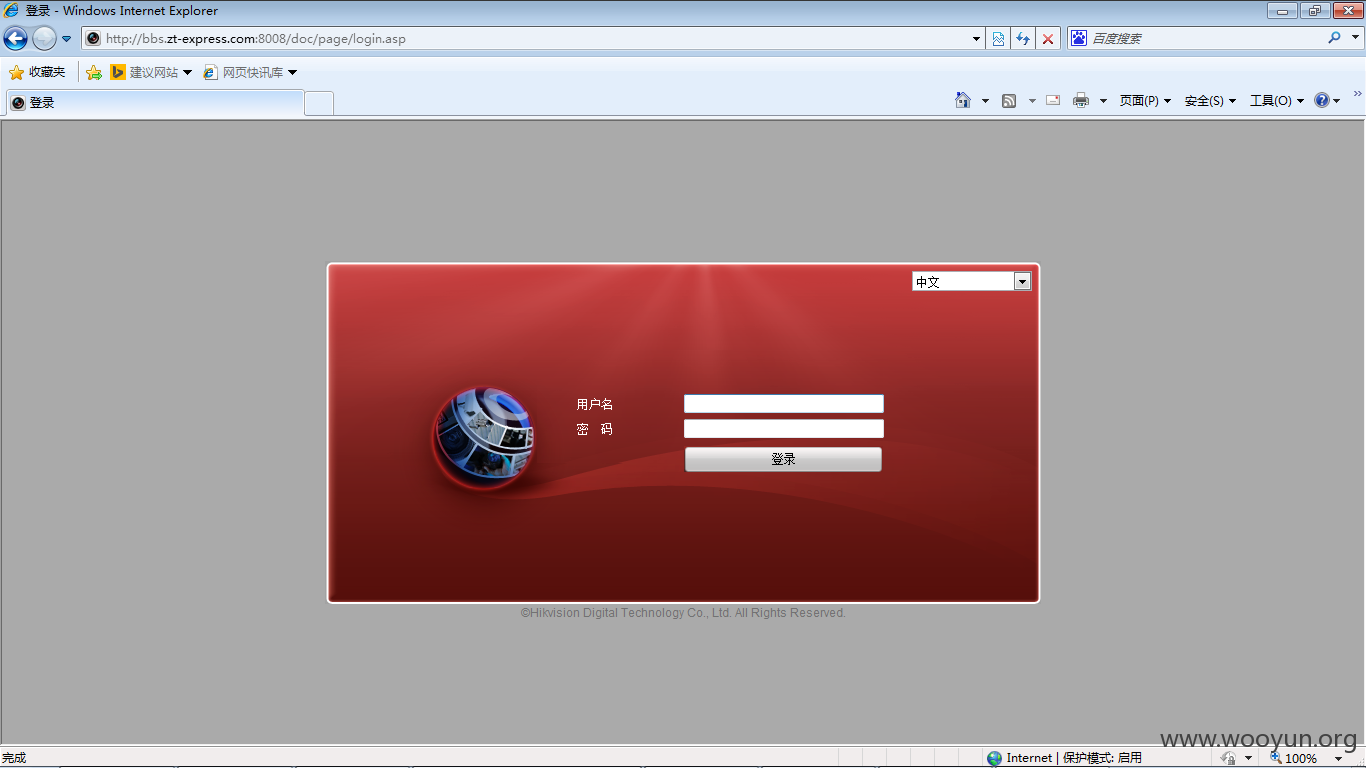 登录 - Windows Internet Explorer
http://bbs.zt-express.com:8008/doc/page/login.asp
百度搜索
收藏夹
建议网站
网页快讯库
登录
页面(P)
安全(S)
工具(O)
中文
用户名
密 码
登录
©Hikvision Digital Technology Co., Ltd. All Rights Reserved.
www.wooyun.org
完成
Internet | 保护模式: 启用
100%